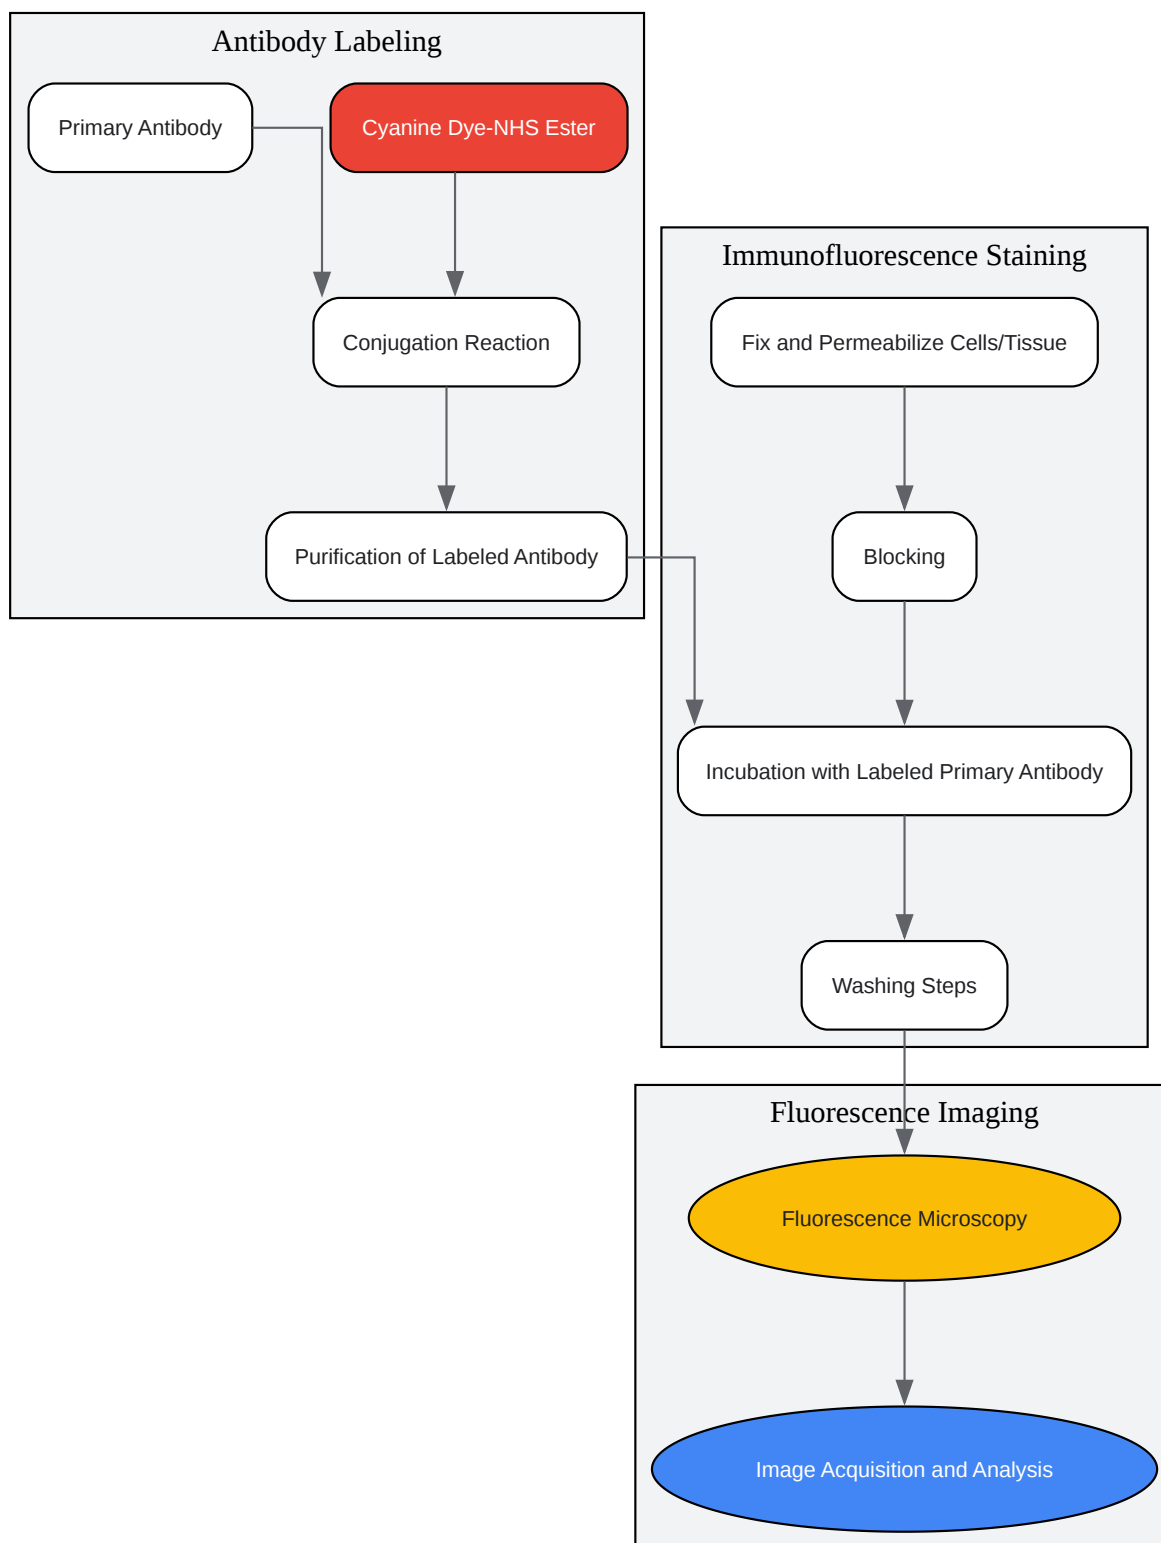 Antibody Labeling
Primary Antibody
Cyanine Dye-NHS Ester
Conjugation Reaction
Purification of Labeled Antibody
Immunofluorescence Staining
Fix and Permeabilize Cells/Tissue
Blocking
Incubation with Labeled Primary Antibody
Washing Steps
Fluorescence Imaging
Fluorescence Microscopy
Image Acquisition and Analysis